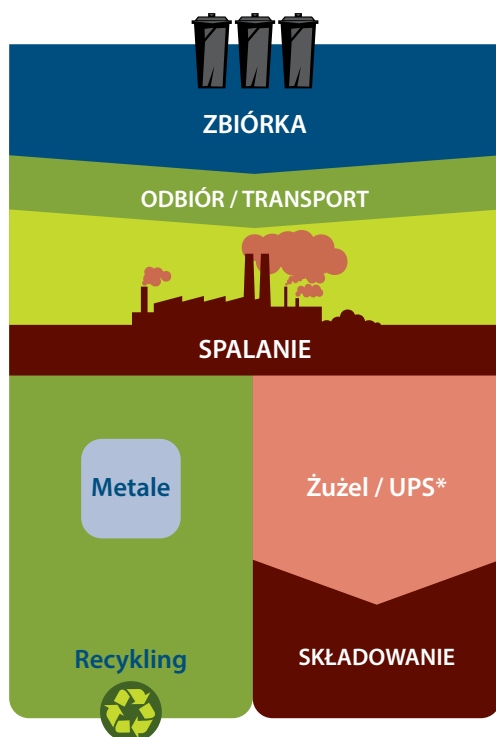 ZBIÓRKA
ODBIÓR / TRANSPORT
SPALANIE
Metale
Żużel / UPS*
Recykling
SKŁADOWANIE